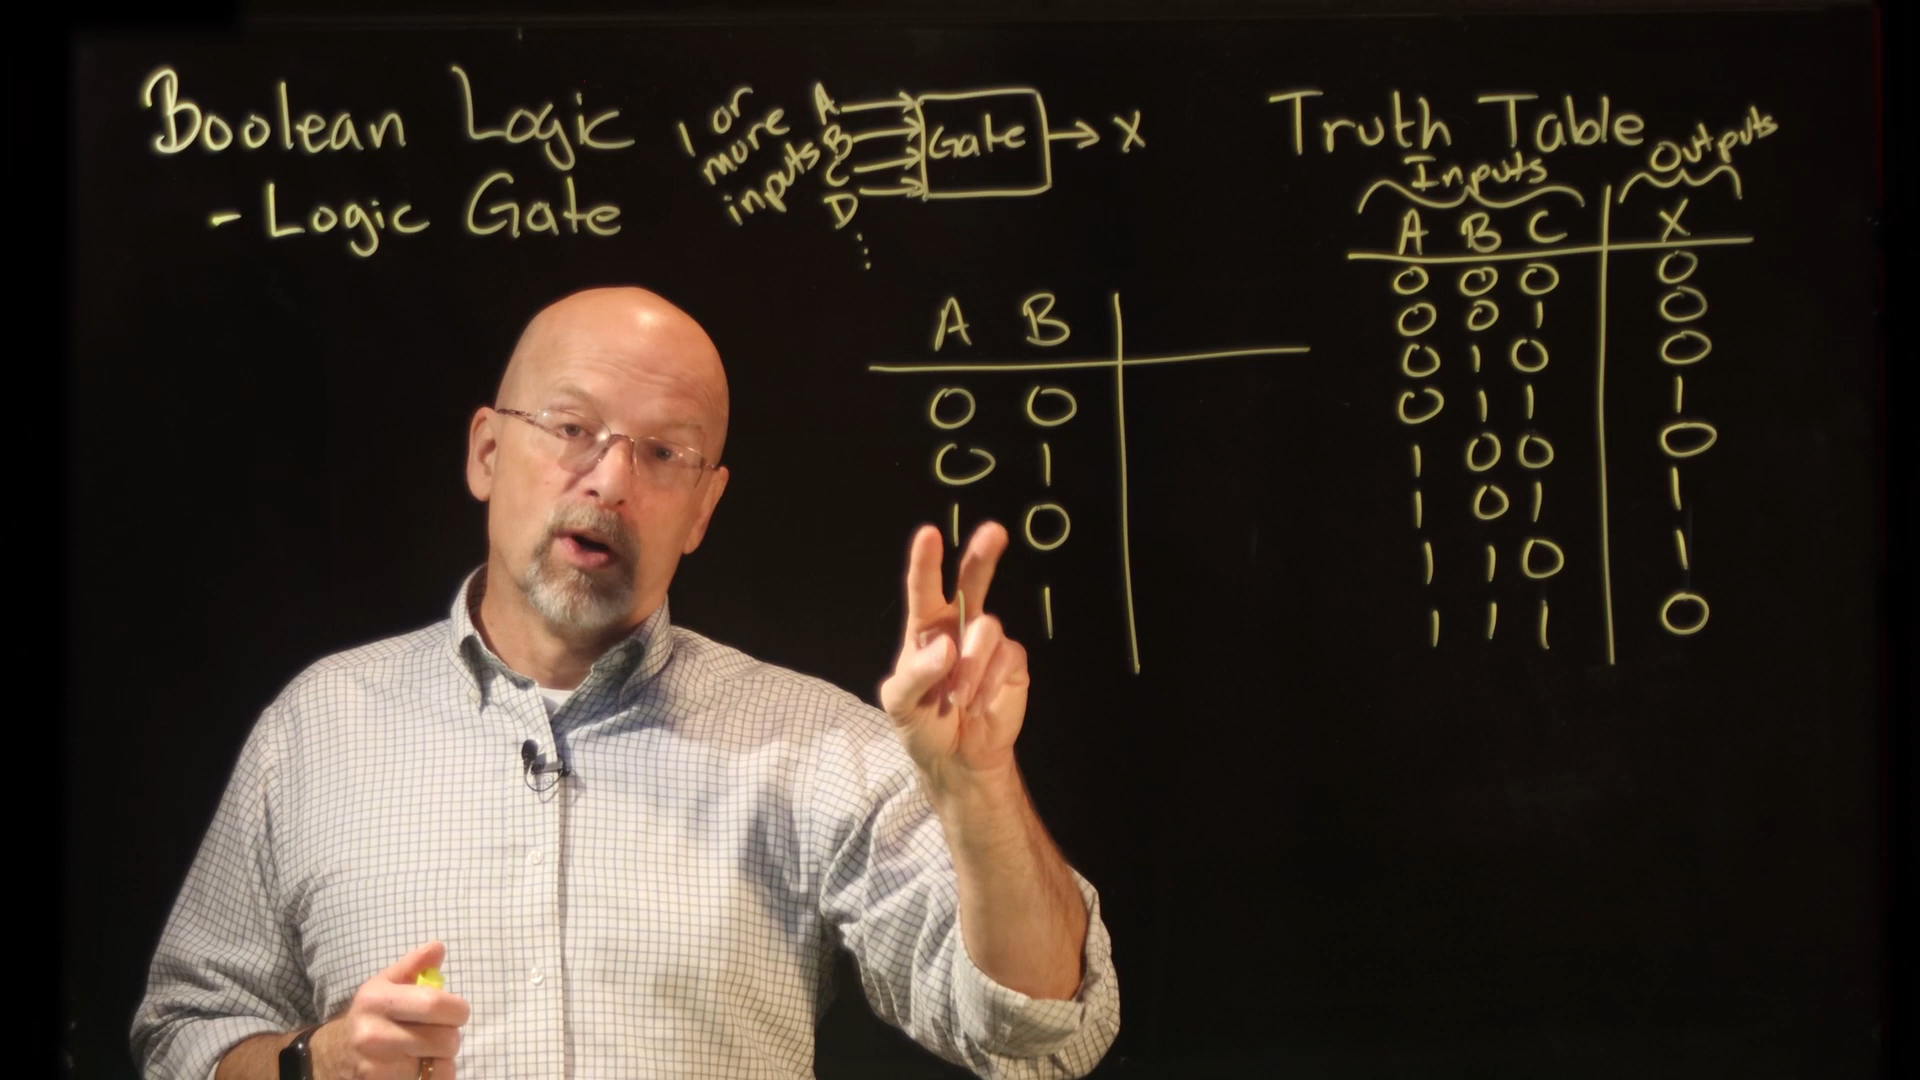 Boolean Logic
- Logic Gate
1 or
more
inputs
A
B
C
D
⋮
Gate
X
A B
0 0
0 1
1 0
1 1
Truth Table
Inputs Outputs
A B C X
0 0 0 0
0 0 1 0
0 1 0 0
0 1 1 1
1 0 0 0
1 0 1 1
1 1 0 1
1 1 1 0